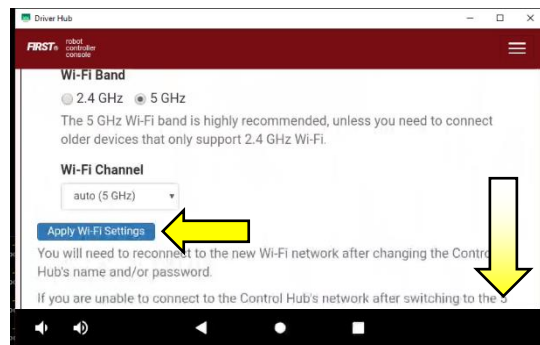 Driver Hub
FIRST® robot controller console
Wi-Fi Band
2.4 GHz 5 GHz
The 5 GHz Wi-Fi band is highly recommended, unless you need to connect
older devices that only support 2.4 GHz Wi-Fi.
Wi-Fi Channel
auto (5 GHz)
Apply Wi-Fi Settings
You will need to reconnect to the new Wi-Fi network after changing the Contro
Hub's name and/or password.
If you are unable to connect to the Control Hub's network after switching to the 5